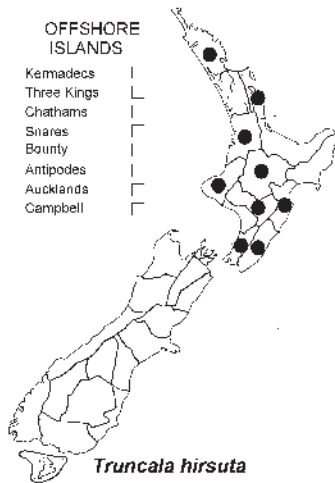 OFFSHORE
ISLANDS
Kermadecs
Three Kings
Chathams
Snares
Bounty
Antipodes
Aucklands
Campbell
Truncala hirsuta